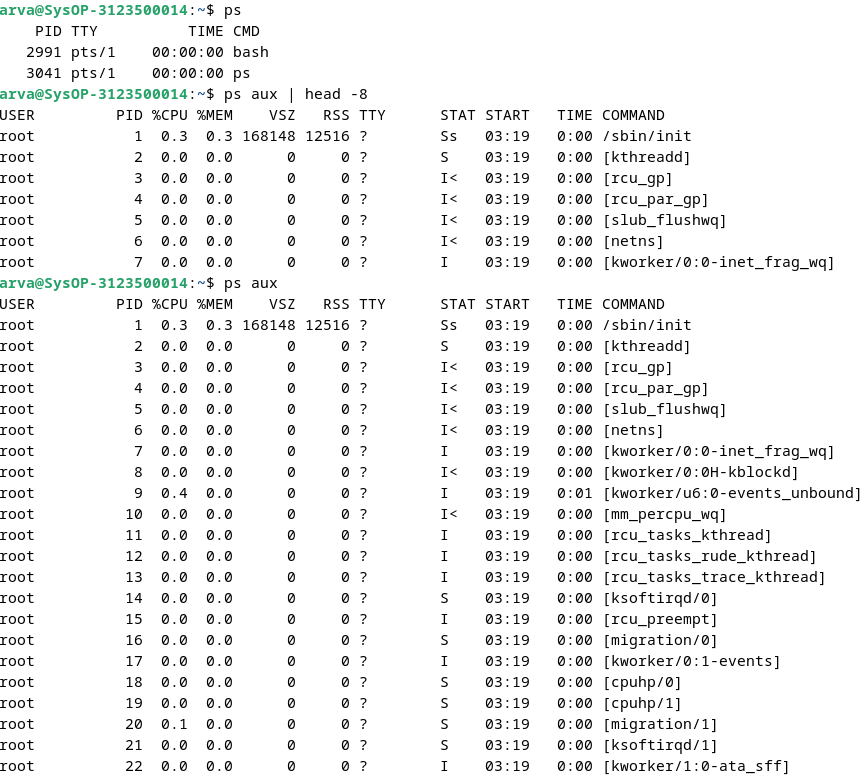 arva@SysOP-3123500014:~$ ps
PID TTY TIME CMD
2991 pts/1 00:00:00 bash
3041 pts/1 00:00:00 ps
arva@SysOP-3123500014:~$ ps aux | head -8
USER PID %CPU %MEM VSZ RSS TTY STAT START TIME COMMAND
root 1 0.3 0.3 168148 12516 ? Ss 03:19 0:00 /sbin/init
root 2 0.0 0.0 0 0 ? S 03:19 0:00 [kthreadd]
root 3 0.0 0.0 0 0 ? I< 03:19 0:00 [rcu_gp]
root 4 0.0 0.0 0 0 ? I< 03:19 0:00 [rcu_par_gp]
root 5 0.0 0.0 0 0 ? I< 03:19 0:00 [slub_flushwq]
root 6 0.0 0.0 0 0 ? I< 03:19 0:00 [netns]
root 7 0.0 0.0 0 0 ? I 03:19 0:00 [kworker/0:0-inet_frag_wq]
arva@SysOP-3123500014:~$ ps aux
USER PID %CPU %MEM VSZ RSS TTY STAT START TIME COMMAND
root 1 0.3 0.3 168148 12516 ? Ss 03:19 0:00 /sbin/init
root 2 0.0 0.0 0 0 ? S 03:19 0:00 [kthreadd]
root 3 0.0 0.0 0 0 ? I< 03:19 0:00 [rcu_gp]
root 4 0.0 0.0 0 0 ? I< 03:19 0:00 [rcu_par_gp]
root 5 0.0 0.0 0 0 ? I< 03:19 0:00 [slub_flushwq]
root 6 0.0 0.0 0 0 ? I< 03:19 0:00 [netns]
root 7 0.0 0.0 0 0 ? I 03:19 0:00 [kworker/0:0-inet_frag_wq]
root 8 0.0 0.0 0 0 ? I< 03:19 0:00 [kworker/0:0H-kblockd]
root 9 0.4 0.0 0 0 ? I 03:19 0:01 [kworker/u6:0-events_unbound]
root 10 0.0 0.0 0 0 ? I< 03:19 0:00 [mm_percpu_wq]
root 11 0.0 0.0 0 0 ? I 03:19 0:00 [rcu_tasks_kthread]
root 12 0.0 0.0 0 0 ? I 03:19 0:00 [rcu_tasks_rude_kthread]
root 13 0.0 0.0 0 0 ? I 03:19 0:00 [rcu_tasks_trace_kthread]
root 14 0.0 0.0 0 0 ? S 03:19 0:00 [ksoftirqd/0]
root 15 0.0 0.0 0 0 ? I 03:19 0:00 [rcu_preempt]
root 16 0.0 0.0 0 0 ? S 03:19 0:00 [migration/0]
root 17 0.0 0.0 0 0 ? I 03:19 0:00 [kworker/0:1-events]
root 18 0.0 0.0 0 0 ? S 03:19 0:00 [cpuhp/0]
root 19 0.0 0.0 0 0 ? S 03:19 0:00 [cpuhp/1]
root 20 0.1 0.0 0 0 ? S 03:19 0:00 [migration/1]
root 21 0.0 0.0 0 0 ? S 03:19 0:00 [ksoftirqd/1]
root 22 0.0 0.0 0 0 ? I 03:19 0:00 [kworker/1:0-ata_sff]